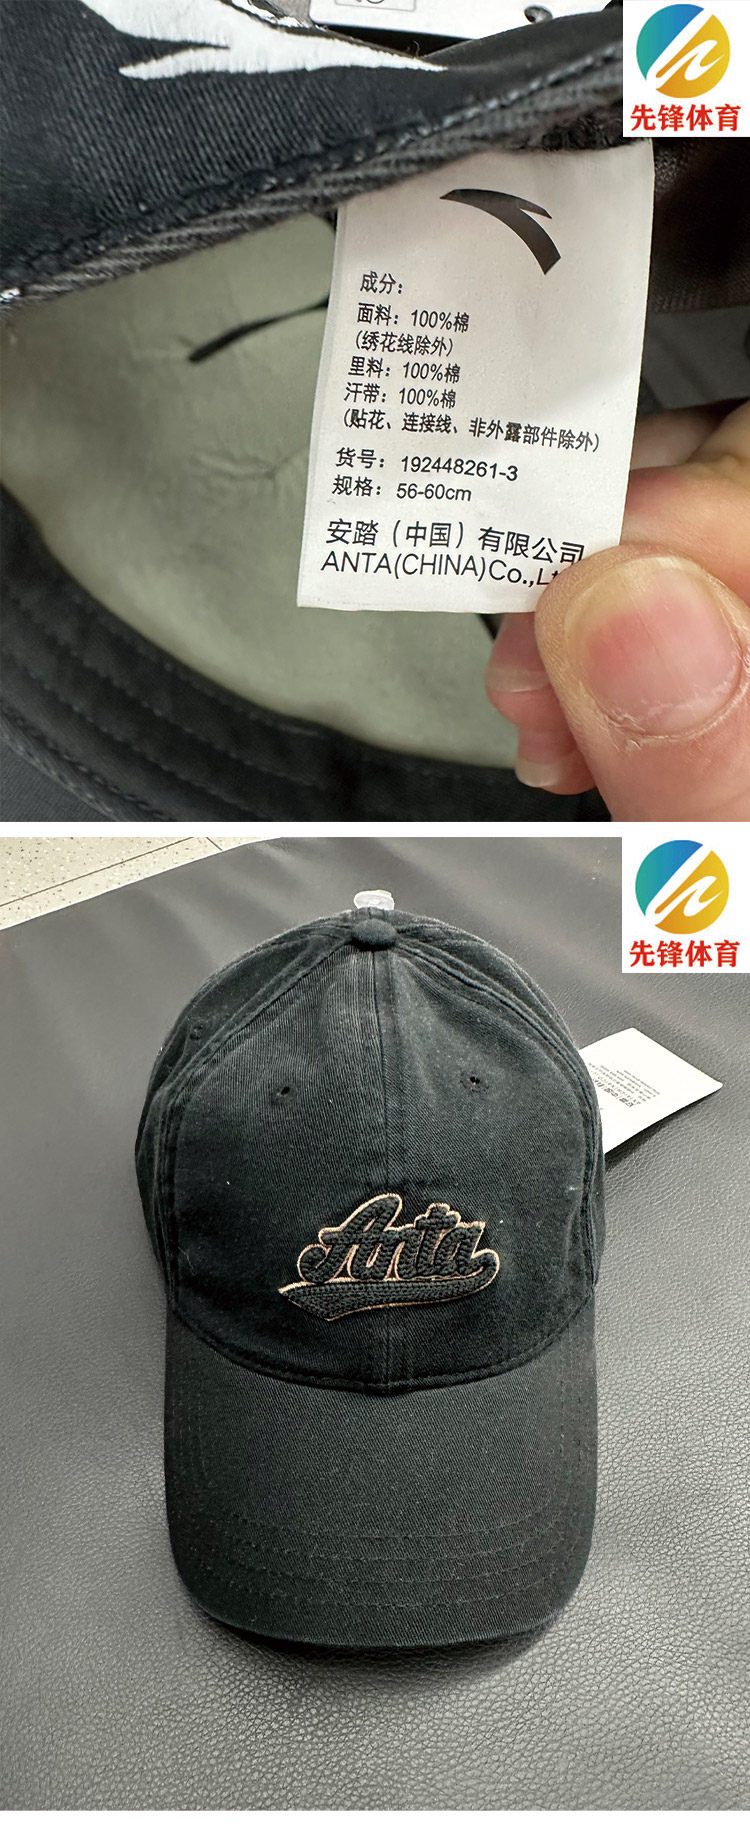 先锋体育
成分：
面料：100%棉
(绣花线除外)
里料：100%棉
汗带：100%棉
(贴花、连接线、非外露部件除外)
货号：192448261-3
规格：56-60cm
安踏（中国）有限公司
ANTA(CHINA)Co.,L
先锋体育
Anta